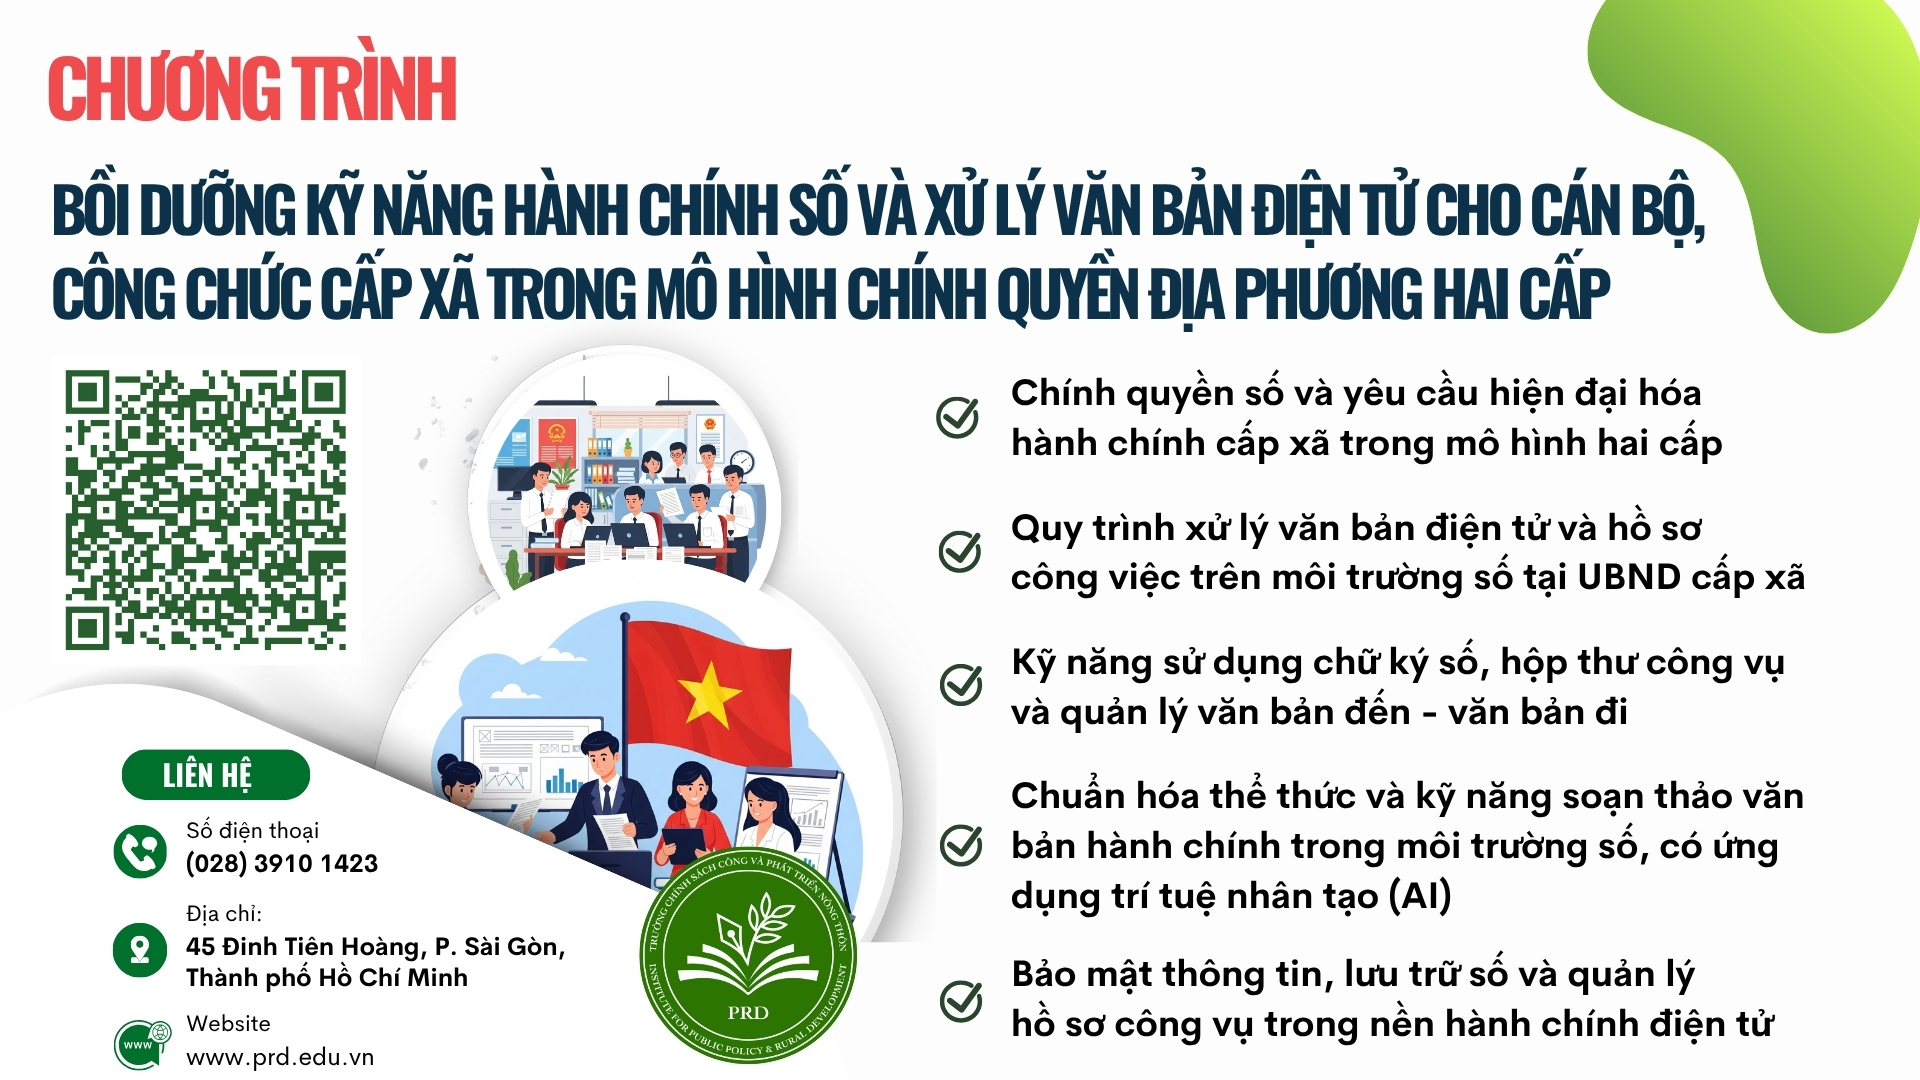 CHƯƠNG TRÌNH
BỒI DƯỠNG KỸ NĂNG HÀNH CHÍNH SỐ VÀ XỬ LÝ VĂN BẢN ĐIỆN TỬ CHO CÁN BỘ,
CÔNG CHỨC CẤP XÃ TRONG MÔ HÌNH CHÍNH QUYỀN ĐỊA PHƯƠNG HAI CẤP
Chính quyền số và yêu cầu hiện đại hóa
hành chính cấp xã trong mô hình hai cấp
Quy trình xử lý văn bản điện tử và hồ sơ
công việc trên môi trường số tại UBND cấp xã
Kỹ năng sử dụng chữ ký số, hộp thư công vụ
và quản lý văn bản đến - văn bản đi
Chuẩn hóa thể thức và kỹ năng soạn thảo văn
bản hành chính trong môi trường số, có ứng
dụng trí tuệ nhân tạo (AI)
Bảo mật thông tin, lưu trữ số và quản lý
hồ sơ công vụ trong nền hành chính điện tử
LIÊN HỆ
Số điện thoại
(028) 3910 1423
Địa chỉ:
45 Đinh Tiên Hoàng, P. Sài Gòn,
Thành phố Hồ Chí Minh
WWW
Website
www.prd.edu.vn
TRƯỜNG CHÍNH SÁCH CÔNG VÀ PHÁT TRIỂN NÔNG THÔN
PRD
INSTITUTE FOR PUBLIC POLICY & RURAL DEVELOPMENT